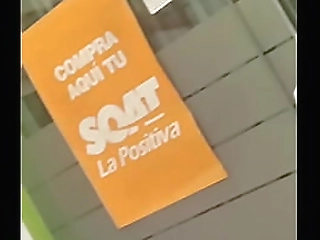 COMPRA
AQUÍ TU
SOAT
La Positiva